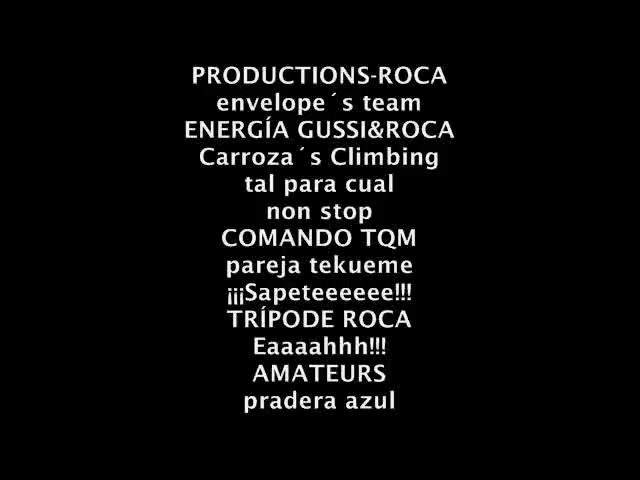 PRODUCTIONS-ROCA
envelope´s team
ENERGÍA GUSSI&ROCA
Carroza´s Climbing
tal para cual
non stop
COMANDO TQM
pareja tekueme
¡¡¡Sapeteeeeee!!!
TRÍPODE ROCA
Eaaaahhh!!!
AMATEURS
pradera azul